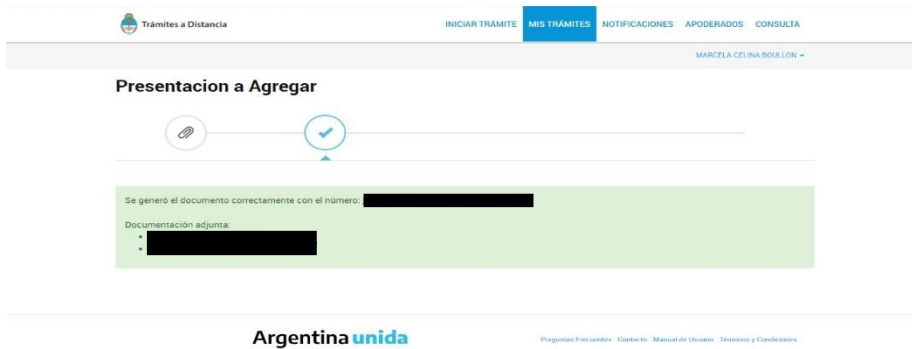 Trámites a Distancia
INICIAR TRÁMITE MIS TRÁMITES NOTIFICACIONES APODERADOS CONSULTA
MARCELA CELINA BOULLON
Presentacion a Agregar
Se generó el documento correctamente con el número:
Documentación adjunta:
Argentina unida
Preguntas Frecuentes Contacto Manual de Usuario Términos y Condiciones